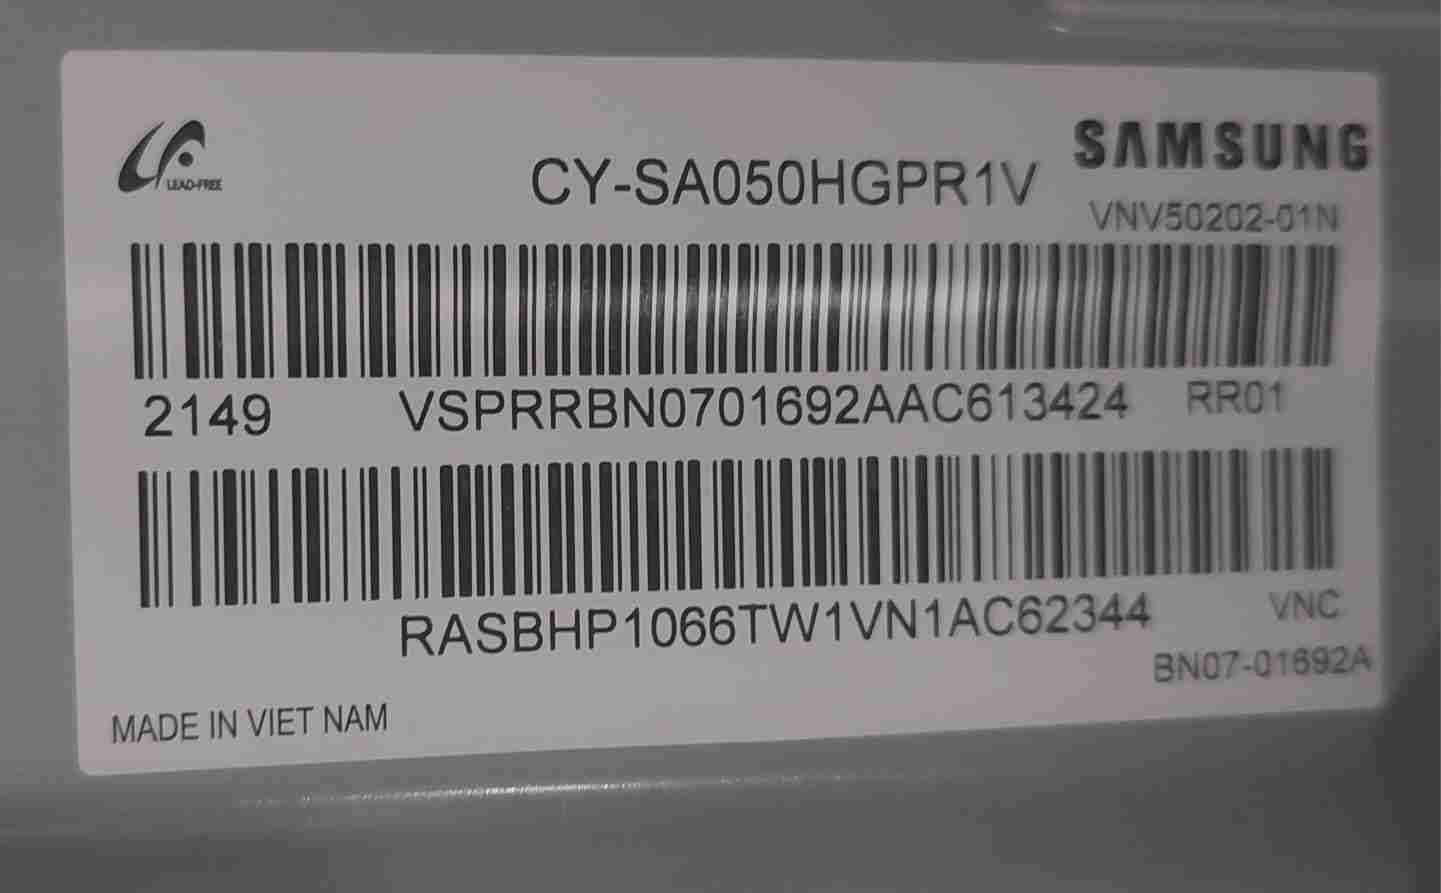 LEAD-FREE
CY-SA050HGPR1V
SAMSUNG
VNV50202-01N
2149 VSPRRBN0701692AAC613424 RR01
RASBHP1066TW1VN1AC62344 VNC
BN07-01692A
MADE IN VIET NAM